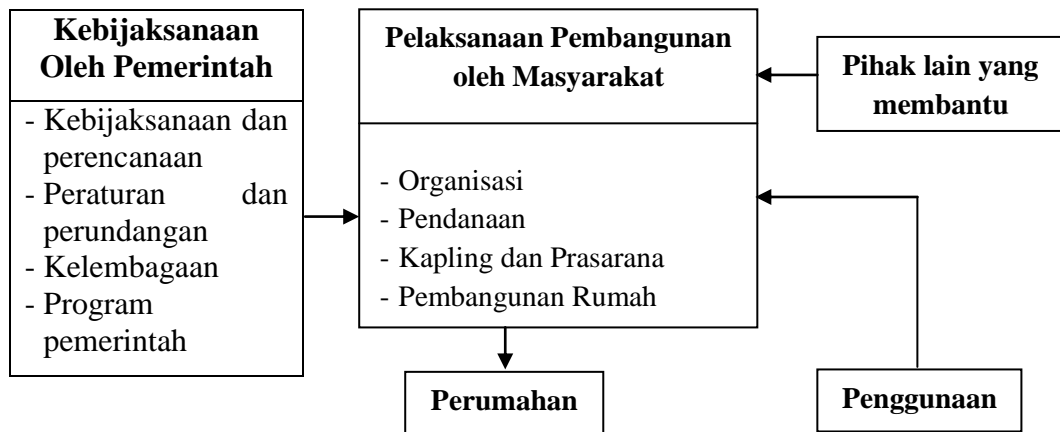 Kebijaksanaan
Oleh Pemerintah
- Kebijaksanaan dan
perencanaan
- Peraturan dan
perundangan
- Kelembagaan
- Program
pemerintah
Pelaksanaan Pembangunan
oleh Masyarakat
- Organisasi
- Pendanaan
- Kapling dan Prasarana
- Pembangunan Rumah
Pihak lain yang
membantu
Perumahan
Penggunaan